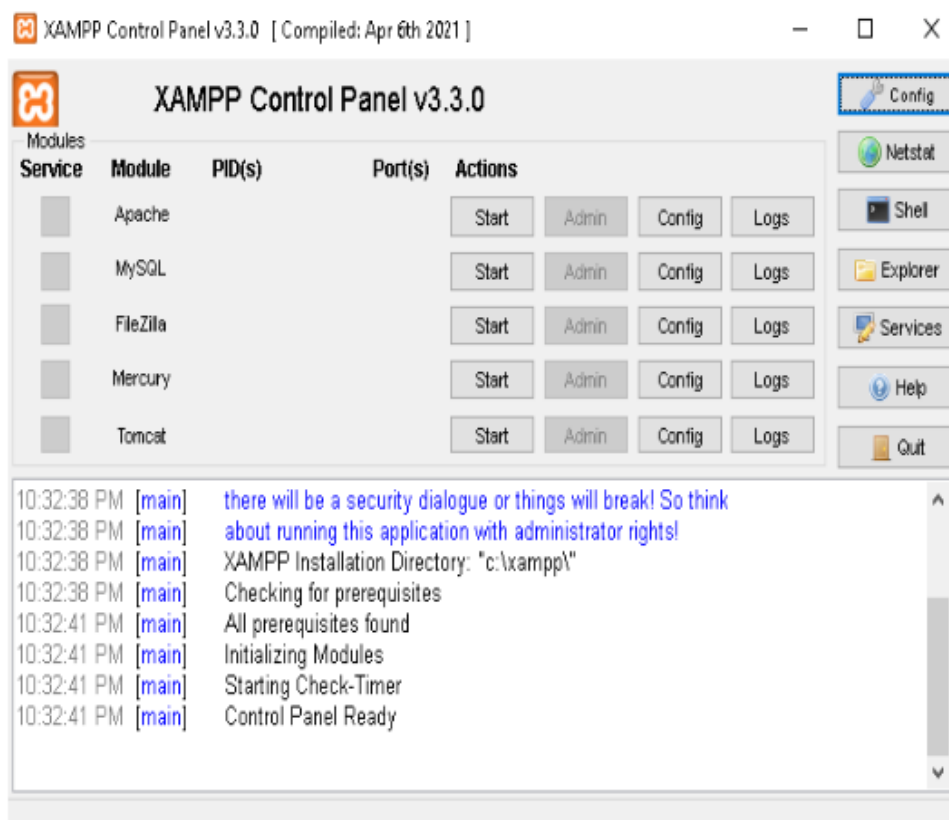 XAMPP Control Panel v3.3.0 [ Compiled: Apr 6th 2021 ]
XAMPP Control Panel v3.3.0
Config
Modules
Service Module PID(s) Port(s) Actions
Netstat
Apache Start Admin Config Logs
Shell
MySQL Start Admin Config Logs
Explorer
FileZilla Start Admin Config Logs
Services
Mercury Start Admin Config Logs
Help
Tomcat Start Admin Config Logs
Quit
10:32:38 PM [main] there will be a security dialogue or things will break! So think
10:32:38 PM [main] about running this application with administrator rights!
10:32:38 PM [main] XAMPP Installation Directory: "c:\xampp\"
10:32:38 PM [main] Checking for prerequisites
10:32:41 PM [main] All prerequisites found
10:32:41 PM [main] Initializing Modules
10:32:41 PM [main] Starting Check-Timer
10:32:41 PM [main] Control Panel Ready